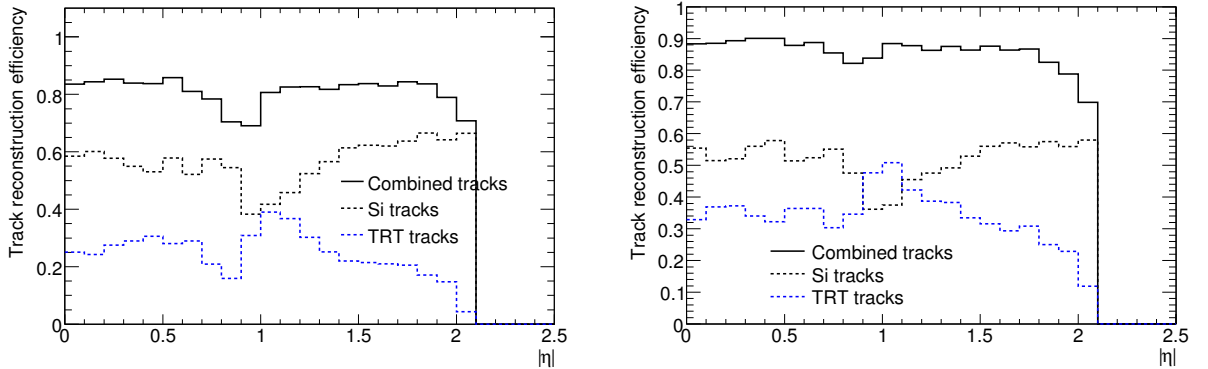 Track reconstruction efficiency
1
0.8
0.6
0.4
0.2
0
Combined tracks
Si tracks
TRT tracks
0 0.5 1 1.5 2 2.5
|η|
Track reconstruction efficiency
1
0.9
0.8
0.7
0.6
0.5
0.4
0.3
0.2
0.1
0
Combined tracks
Si tracks
TRT tracks
0 0.5 1 1.5 2 2.5
|η|